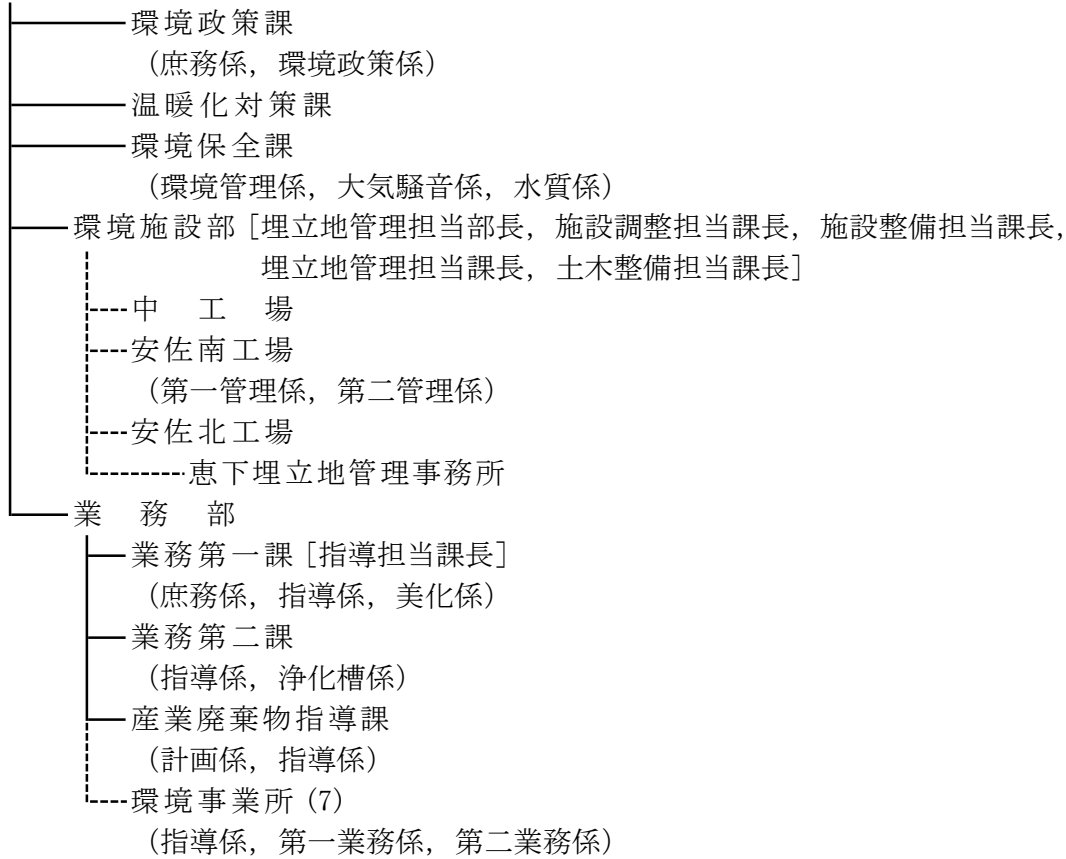 環境政策課
（庶務係，環境政策係）
温暖化対策課
環境保全課
（環境管理係，大気騒音係，水質係）
環境施設部［埋立地管理担当部長，施設調整担当課長，施設整備担当課長，
埋立地管理担当課長，土木整備担当課長］
中　工　場
安佐南工場
（第一管理係，第二管理係）
安佐北工場
恵下埋立地管理事務所
業　務　部
業務第一課［指導担当課長］
（庶務係，指導係，美化係）
業務第二課
（指導係，浄化槽係）
産業廃棄物指導課
（計画係，指導係）
環境事業所（7）
（指導係，第一業務係，第二業務係）